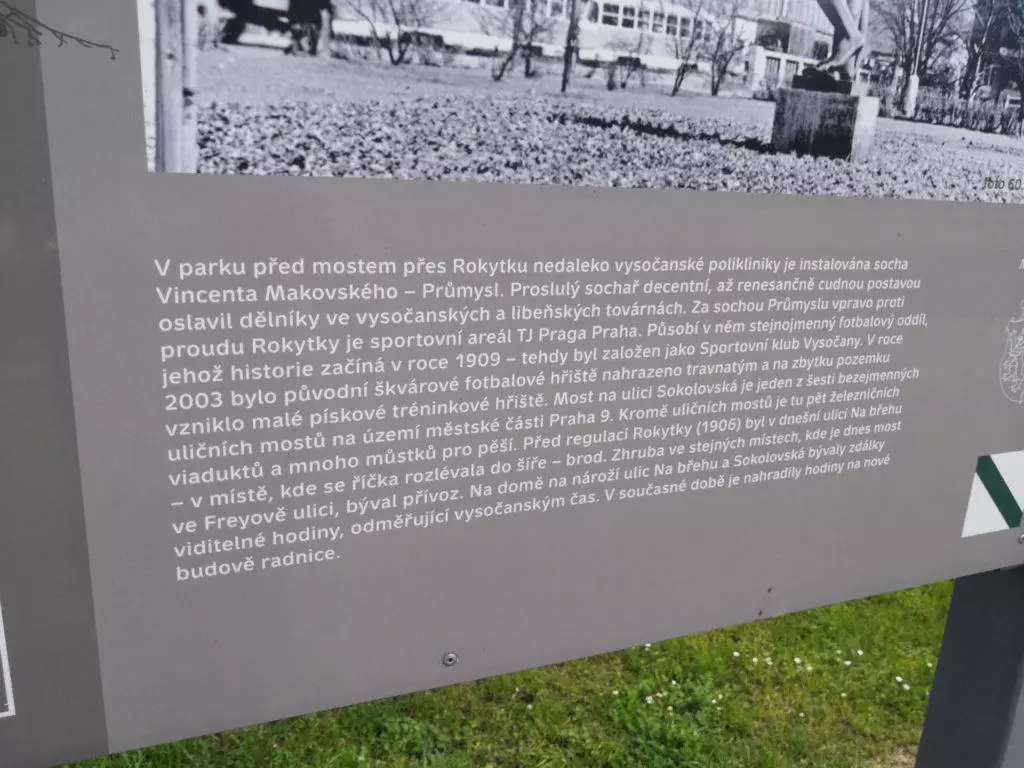 foto 60.
V parku před mostem přes Rokytku nedaleko vysočanské polikliniky je instalována socha
Vincenta Makovského – Průmysl. Proslulý sochař decentní, až renesančně cudnou postavou
oslavil dělníky ve vysočanských a libeňských továrnách. Za sochou Průmyslu vpravo proti
proudu Rokytky je sportovní areál TJ Praga Praha. Působí v něm stejnojmenný fotbalový oddíl,
jehož historie začíná v roce 1909 – tehdy byl založen jako Sportovní klub Vysočany. V roce
2003 bylo původní škvárové fotbalové hřiště nahrazeno travnatým a na zbytku pozemku
vzniklo malé pískové tréninkové hřiště. Most na ulici Sokolovská je jeden z šesti bezejmenných
uličních mostů na území městské části Praha 9. Kromě uličních mostů je tu pět železničních
viaduktů a mnoho můstků pro pěší. Před regulací Rokytky (1906) byl v dnešní ulici Na břehu
– v místě, kde se říčka rozlévala do šíře – brod. Zhruba ve stejných místech, kde je dnes most
ve Freyově ulici, býval přívoz. Na domě na nároží ulic Na břehu a Sokolovská bývaly zdálky
viditelné hodiny, odměřující vysočanským čas. V současné době je nahradily hodiny na nové
budově radnice.